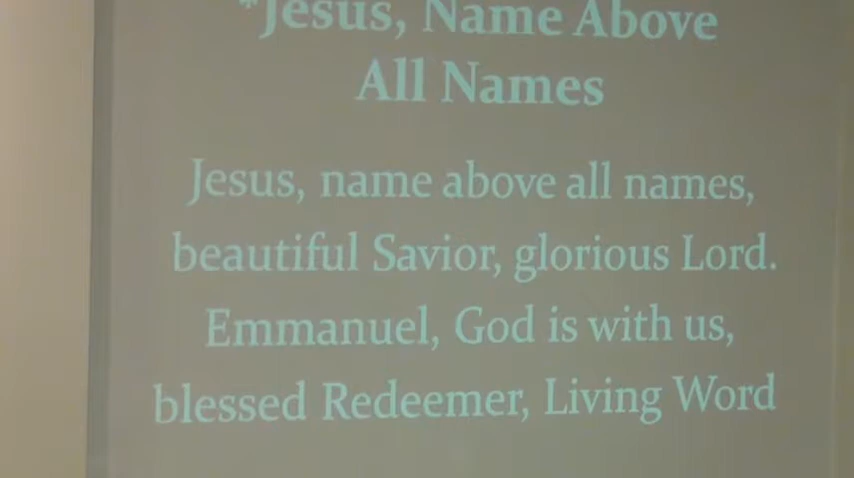 *Jesus, Name Above
All Names
Jesus, name above all names,
beautiful Savior, glorious Lord.
Emmanuel, God is with us,
blessed Redeemer, Living Word